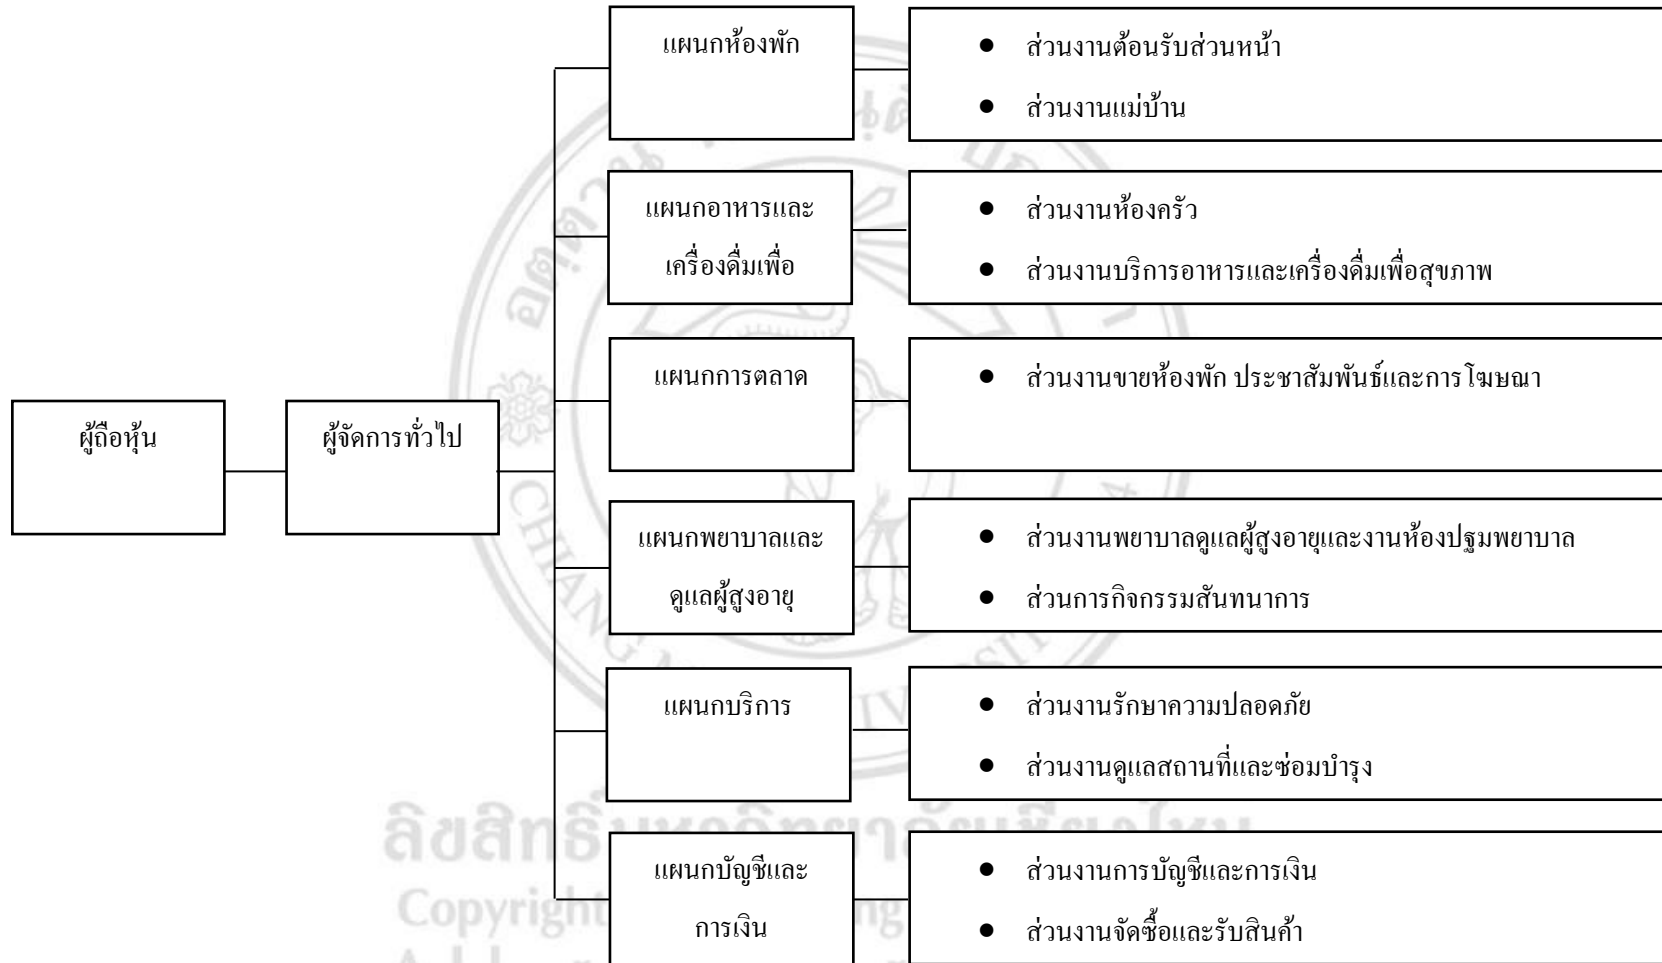 ผู้ถือหุ้น
ผู้จัดการทั่วไป
แผนกห้องพัก
● ส่วนงานต้อนรับส่วนหน้า
● ส่วนงานแม่บ้าน
แผนกอาหารและ
เครื่องดื่มเพื่อ
● ส่วนงานห้องครัว
● ส่วนงานบริการอาหารและเครื่องดื่มเพื่อสุขภาพ
แผนกการตลาด
● ส่วนงานขายห้องพัก ประชาสัมพันธ์และการโฆษณา
แผนกพยาบาลและ
ดูแลผู้สูงอายุ
● ส่วนงานพยาบาลดูแลผู้สูงอายุและงานห้องปฐมพยาบาล
● ส่วนการกิจกรรมสันทนาการ
แผนกบริการ
● ส่วนงานรักษาความปลอดภัย
● ส่วนงานดูแลสถานที่และซ่อมบำรุง
แผนกบัญชีและ
การเงิน
● ส่วนงานการบัญชีและการเงิน
● ส่วนงานจัดซื้อและรับสินค้า
CHIANG
ลิขสิทธิ์
Copyright